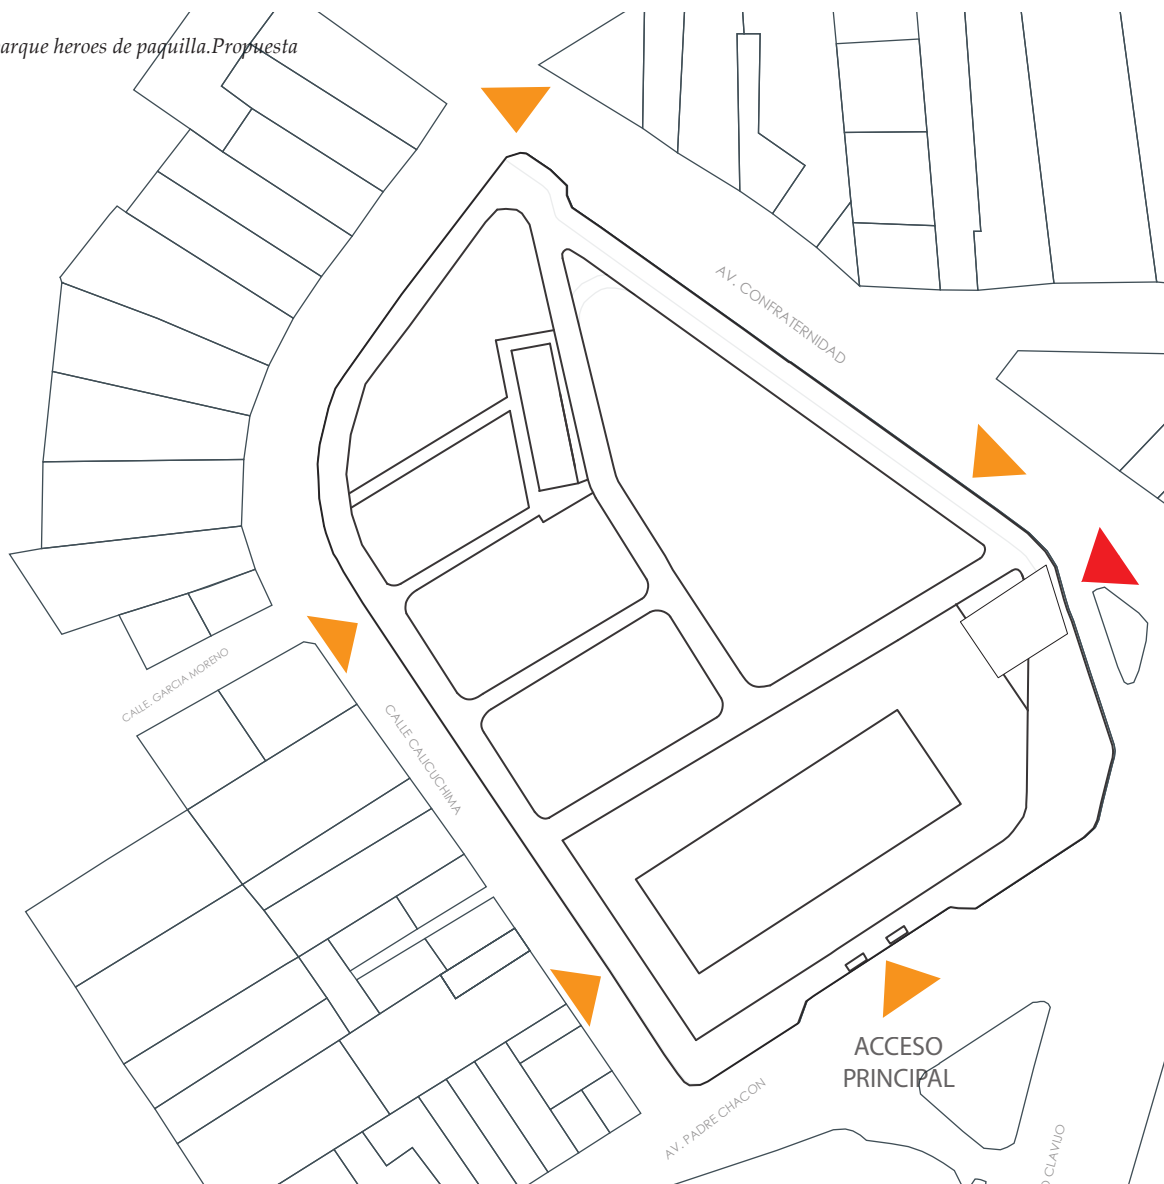 arque heroes de paquilla.Propuesta
AV. CONFRATERNIDAD
CALLE. GARCIA MORENO
CALLE CALICUCHIMA
ACCESO
PRINCIPAL
AV. PADRE CHACON
O CLAVIJO